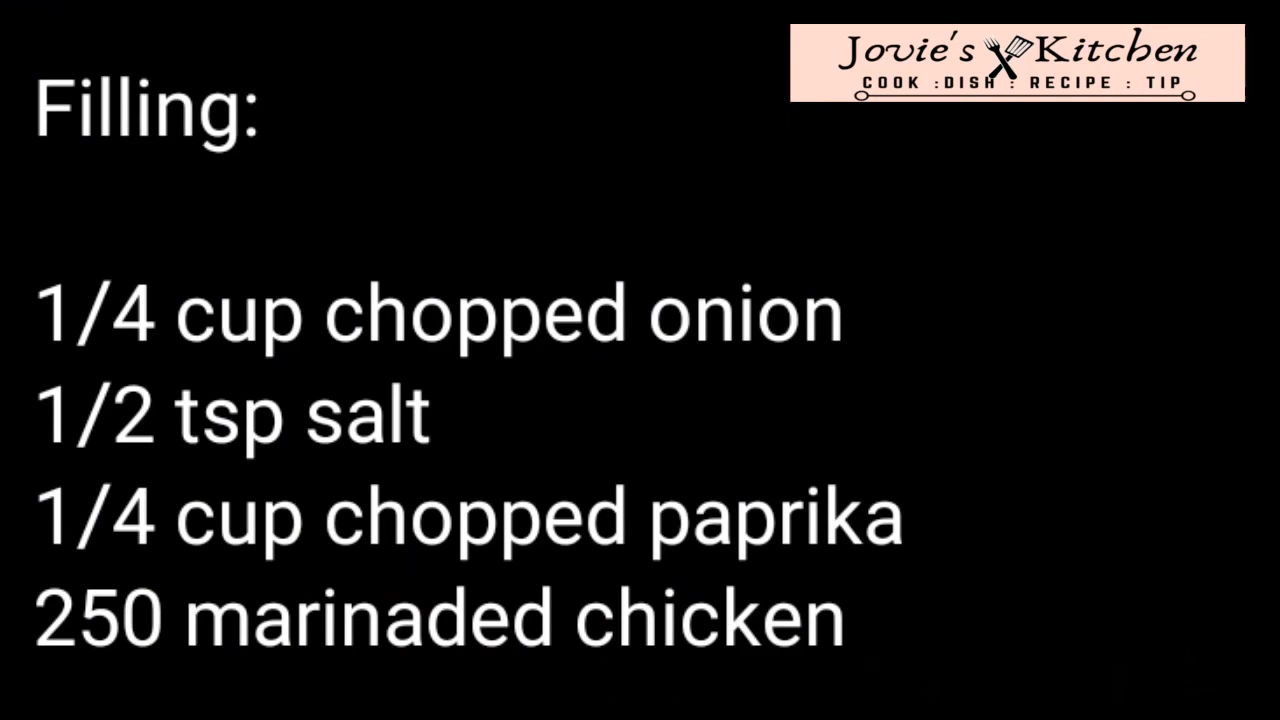 Jovie's Kitchen
COOK :DISH : RECIPE : TIP
Filling:
1/4 cup chopped onion
1/2 tsp salt
1/4 cup chopped paprika
250 marinaded chicken